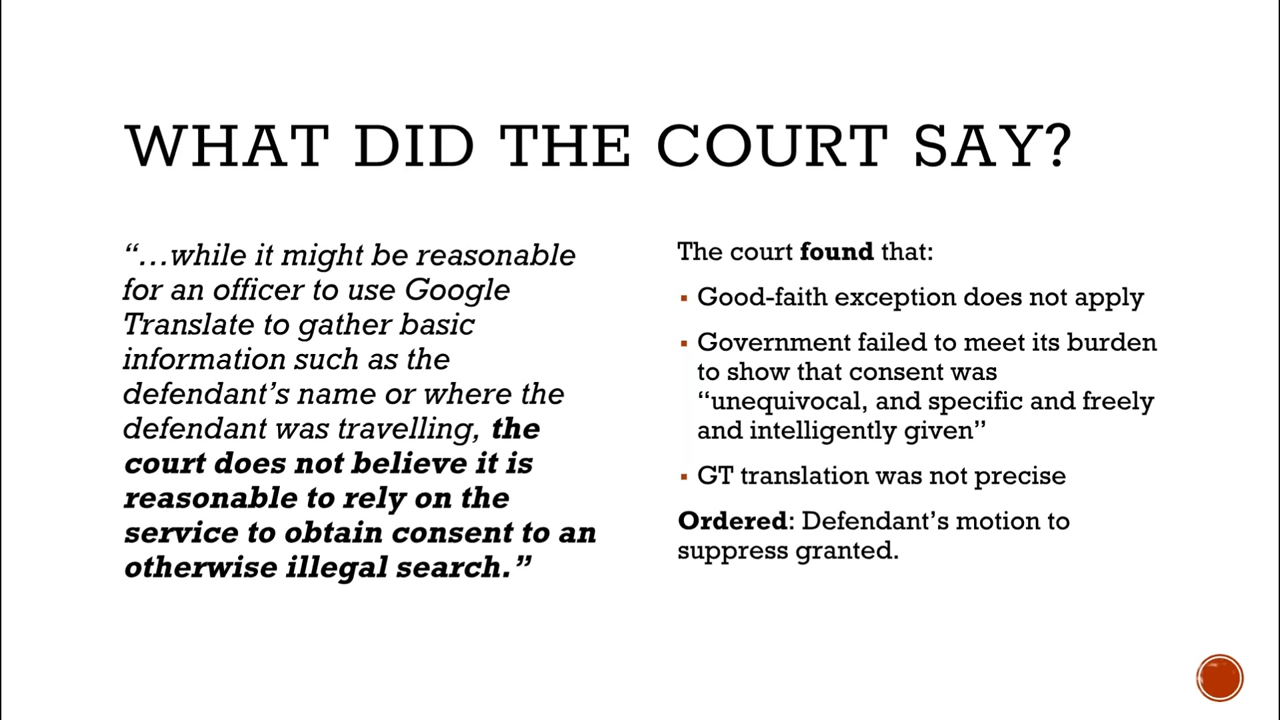 WHAT DID THE COURT SAY?
“…while it might be reasonable
for an officer to use Google
Translate to gather basic
information such as the
defendant’s name or where the
defendant was travelling, the
court does not believe it is
reasonable to rely on the
service to obtain consent to an
otherwise illegal search.”
The court found that:
▪ Good-faith exception does not apply
▪ Government failed to meet its burden
to show that consent was
“unequivocal, and specific and freely
and intelligently given”
▪ GT translation was not precise
Ordered: Defendant’s motion to
suppress granted.